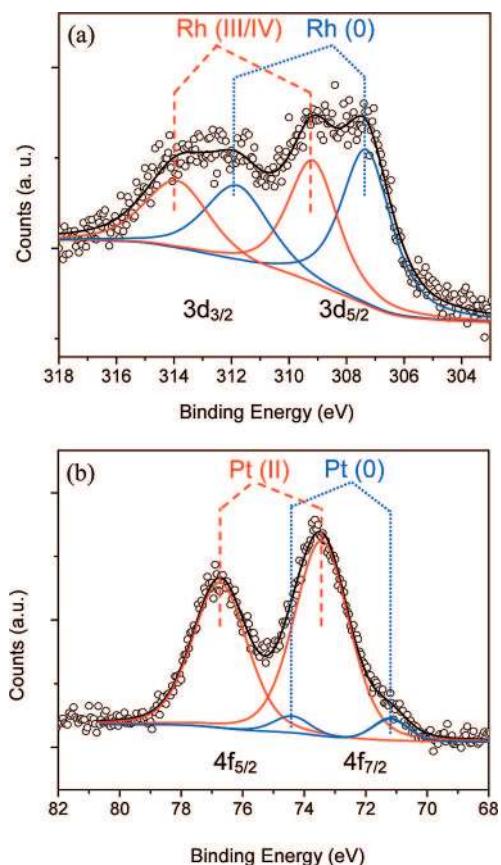 (a)
Rh (III/IV) Rh (0)
Counts (a. u.)
3d3/2 3d5/2
318 316 314 312 310 308 306 304
Binding Energy (eV)
(b)
Pt (II) Pt (0)
Counts (a.u.)
4f5/2 4f7/2
82 80 78 76 74 72 70 68
Binding Energy (eV)